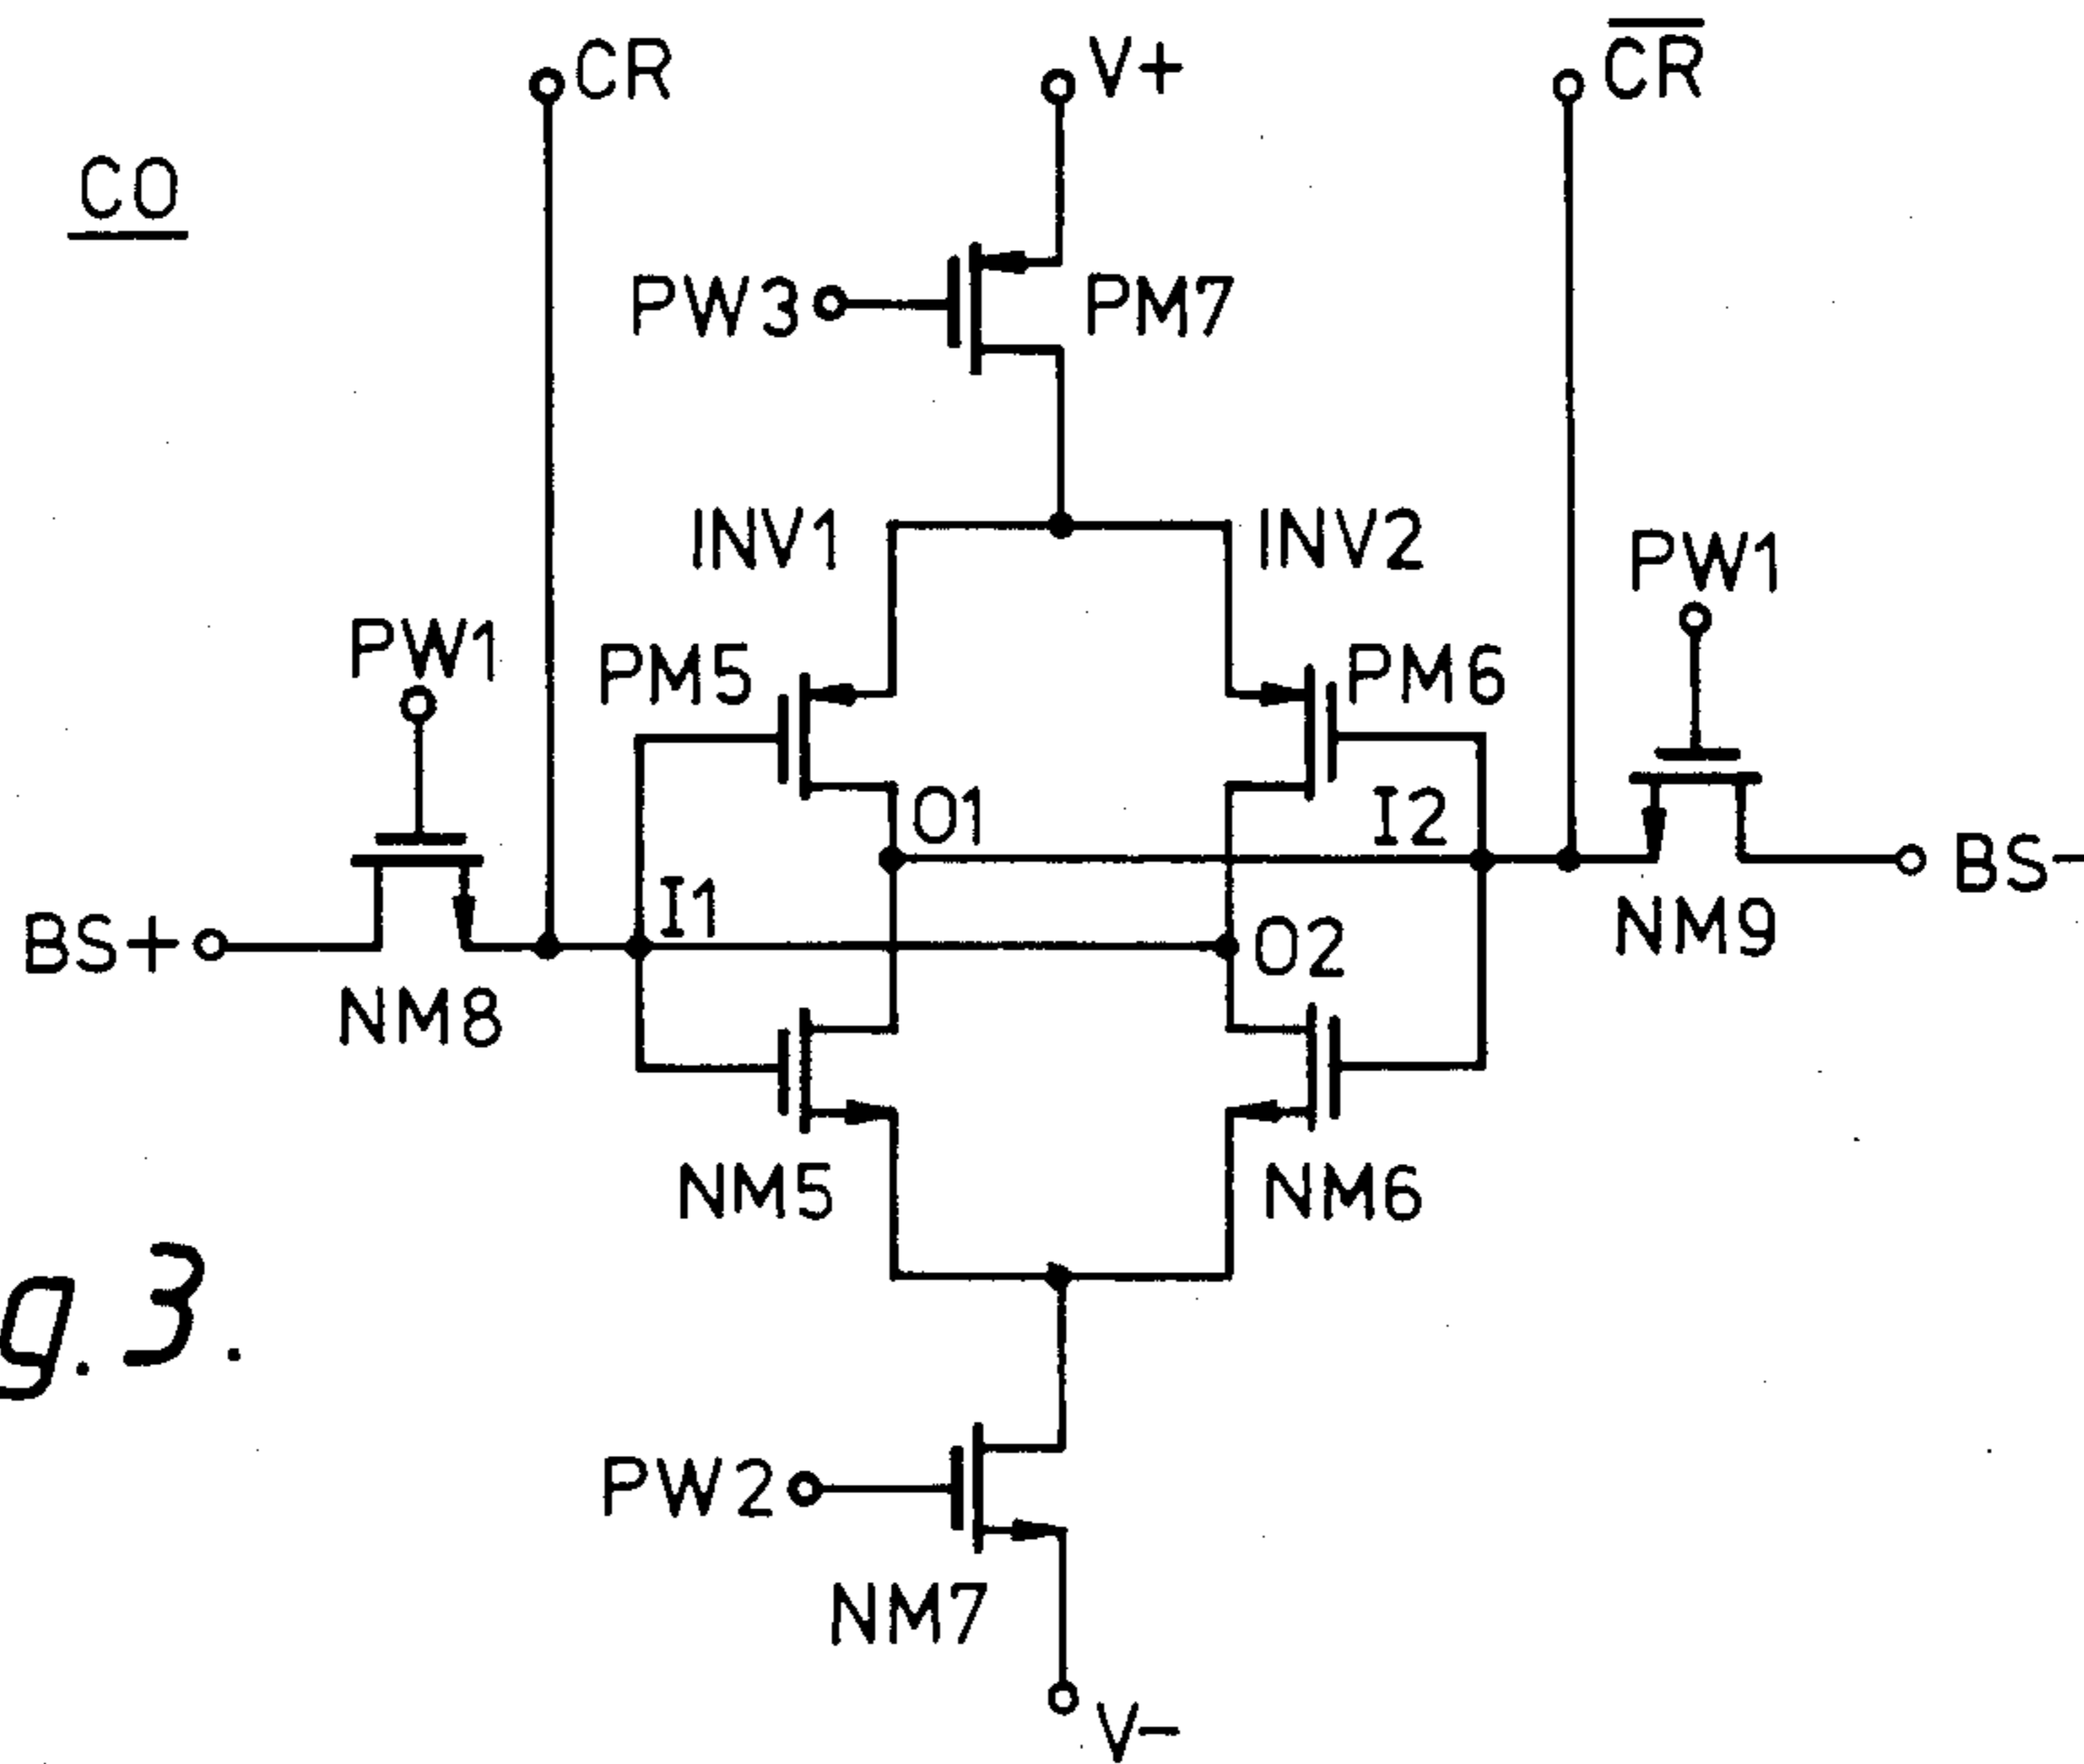 CR
V+
C̅R̅
CO
PW3
PM7
INV1
INV2
PW1
PW1
PM5
PM6
O1
I2
BS-
I1
BS+
O2
NM9
NM8
NM5
NM6
g. 3.
PW2
NM7
V-